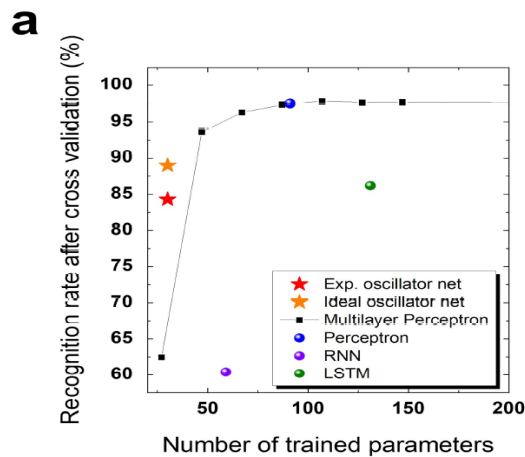 a
Recognition rate after cross validation (%)
100
95
90
85
80
75
70
65
60
Exp. oscillator net
Ideal oscillator net
Multilayer Perceptron
Perceptron
RNN
LSTM
50
100
150
200
Number of trained parameters